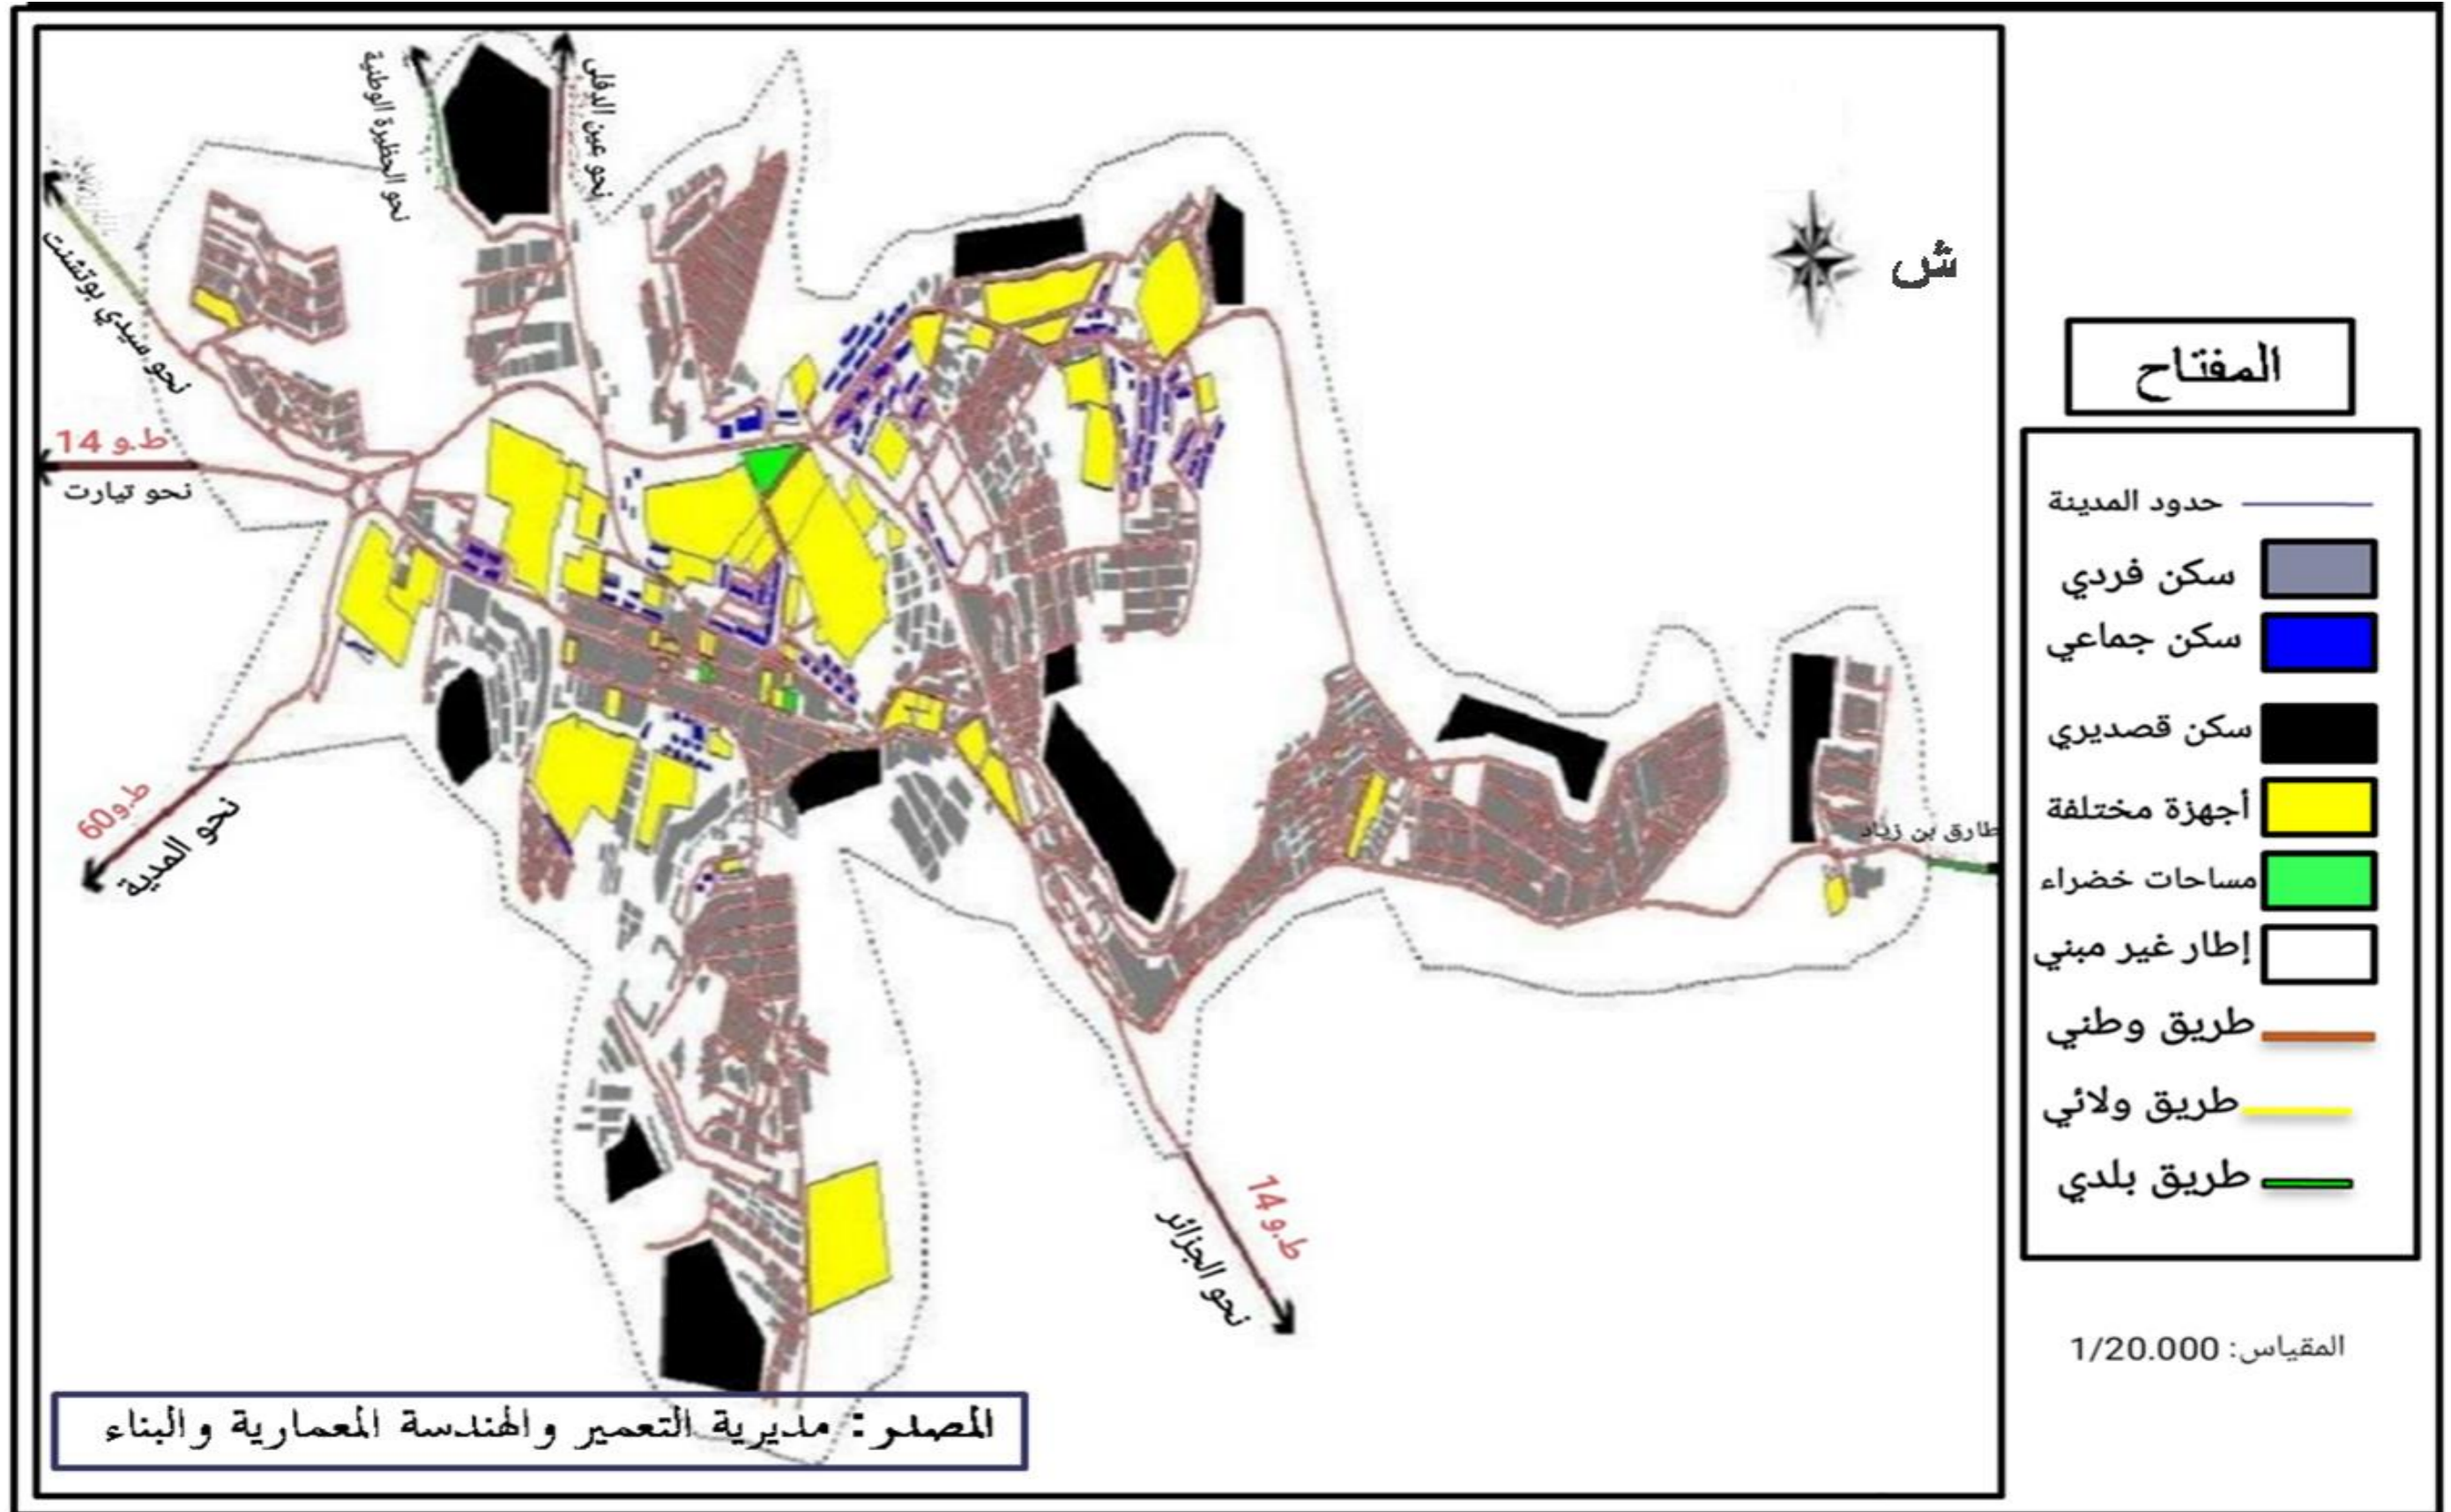 نحو الحظيرة الوطنية
نحو عين الدفلى
نحو سيدي بوتشنت
ط.و 14
نحو تيارت
ط.و60
نحو المدية
ش
طارق بن زياد
ط.و 14
نحو الجزائر
المصدر: مديرية التعمير والهندسة المعمارية والبناء
المفتاح
حدود المدينة
سكن فردي
سكن جماعي
سكن قصديري
أجهزة مختلفة
مساحات خضراء
إطار غير مبني
طريق وطني
طريق ولائي
طريق بلدي
المقياس: 1/20.000